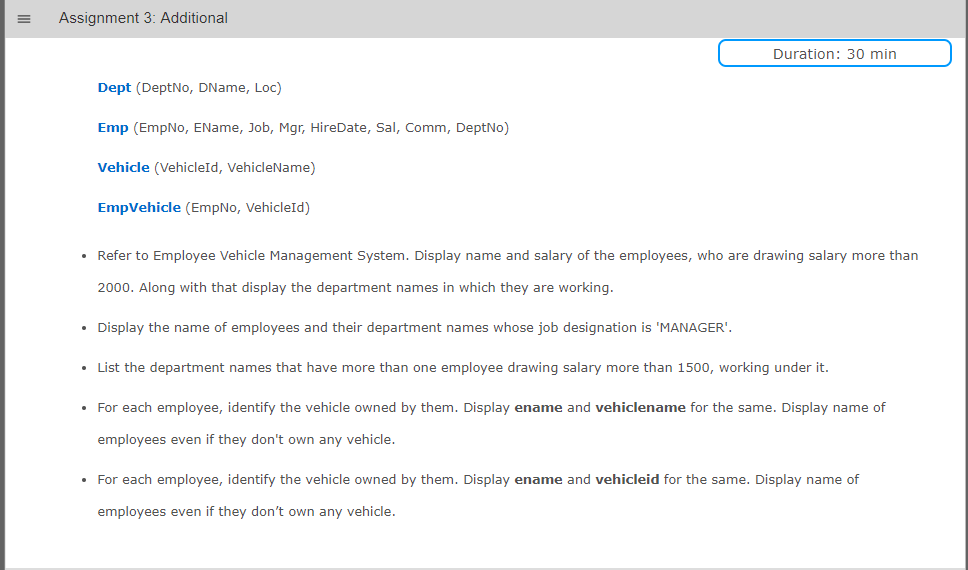 Assignment 3: Additional
Duration: 30 min
Dept (DeptNo, DName, Loc)
Emp (EmpNo, EName, Job, Mgr, HireDate, Sal, Comm, DeptNo)
Vehicle (VehicleId, VehicleName)
EmpVehicle (EmpNo, VehicleId)
• Refer to Employee Vehicle Management System. Display name and salary of the employees, who are drawing salary more than
2000. Along with that display the department names in which they are working.
• Display the name of employees and their department names whose job designation is 'MANAGER'.
• List the department names that have more than one employee drawing salary more than 1500, working under it.
• For each employee, identify the vehicle owned by them. Display ename and vehiclename for the same. Display name of
employees even if they don't own any vehicle.
• For each employee, identify the vehicle owned by them. Display ename and vehicleid for the same. Display name of
employees even if they don’t own any vehicle.